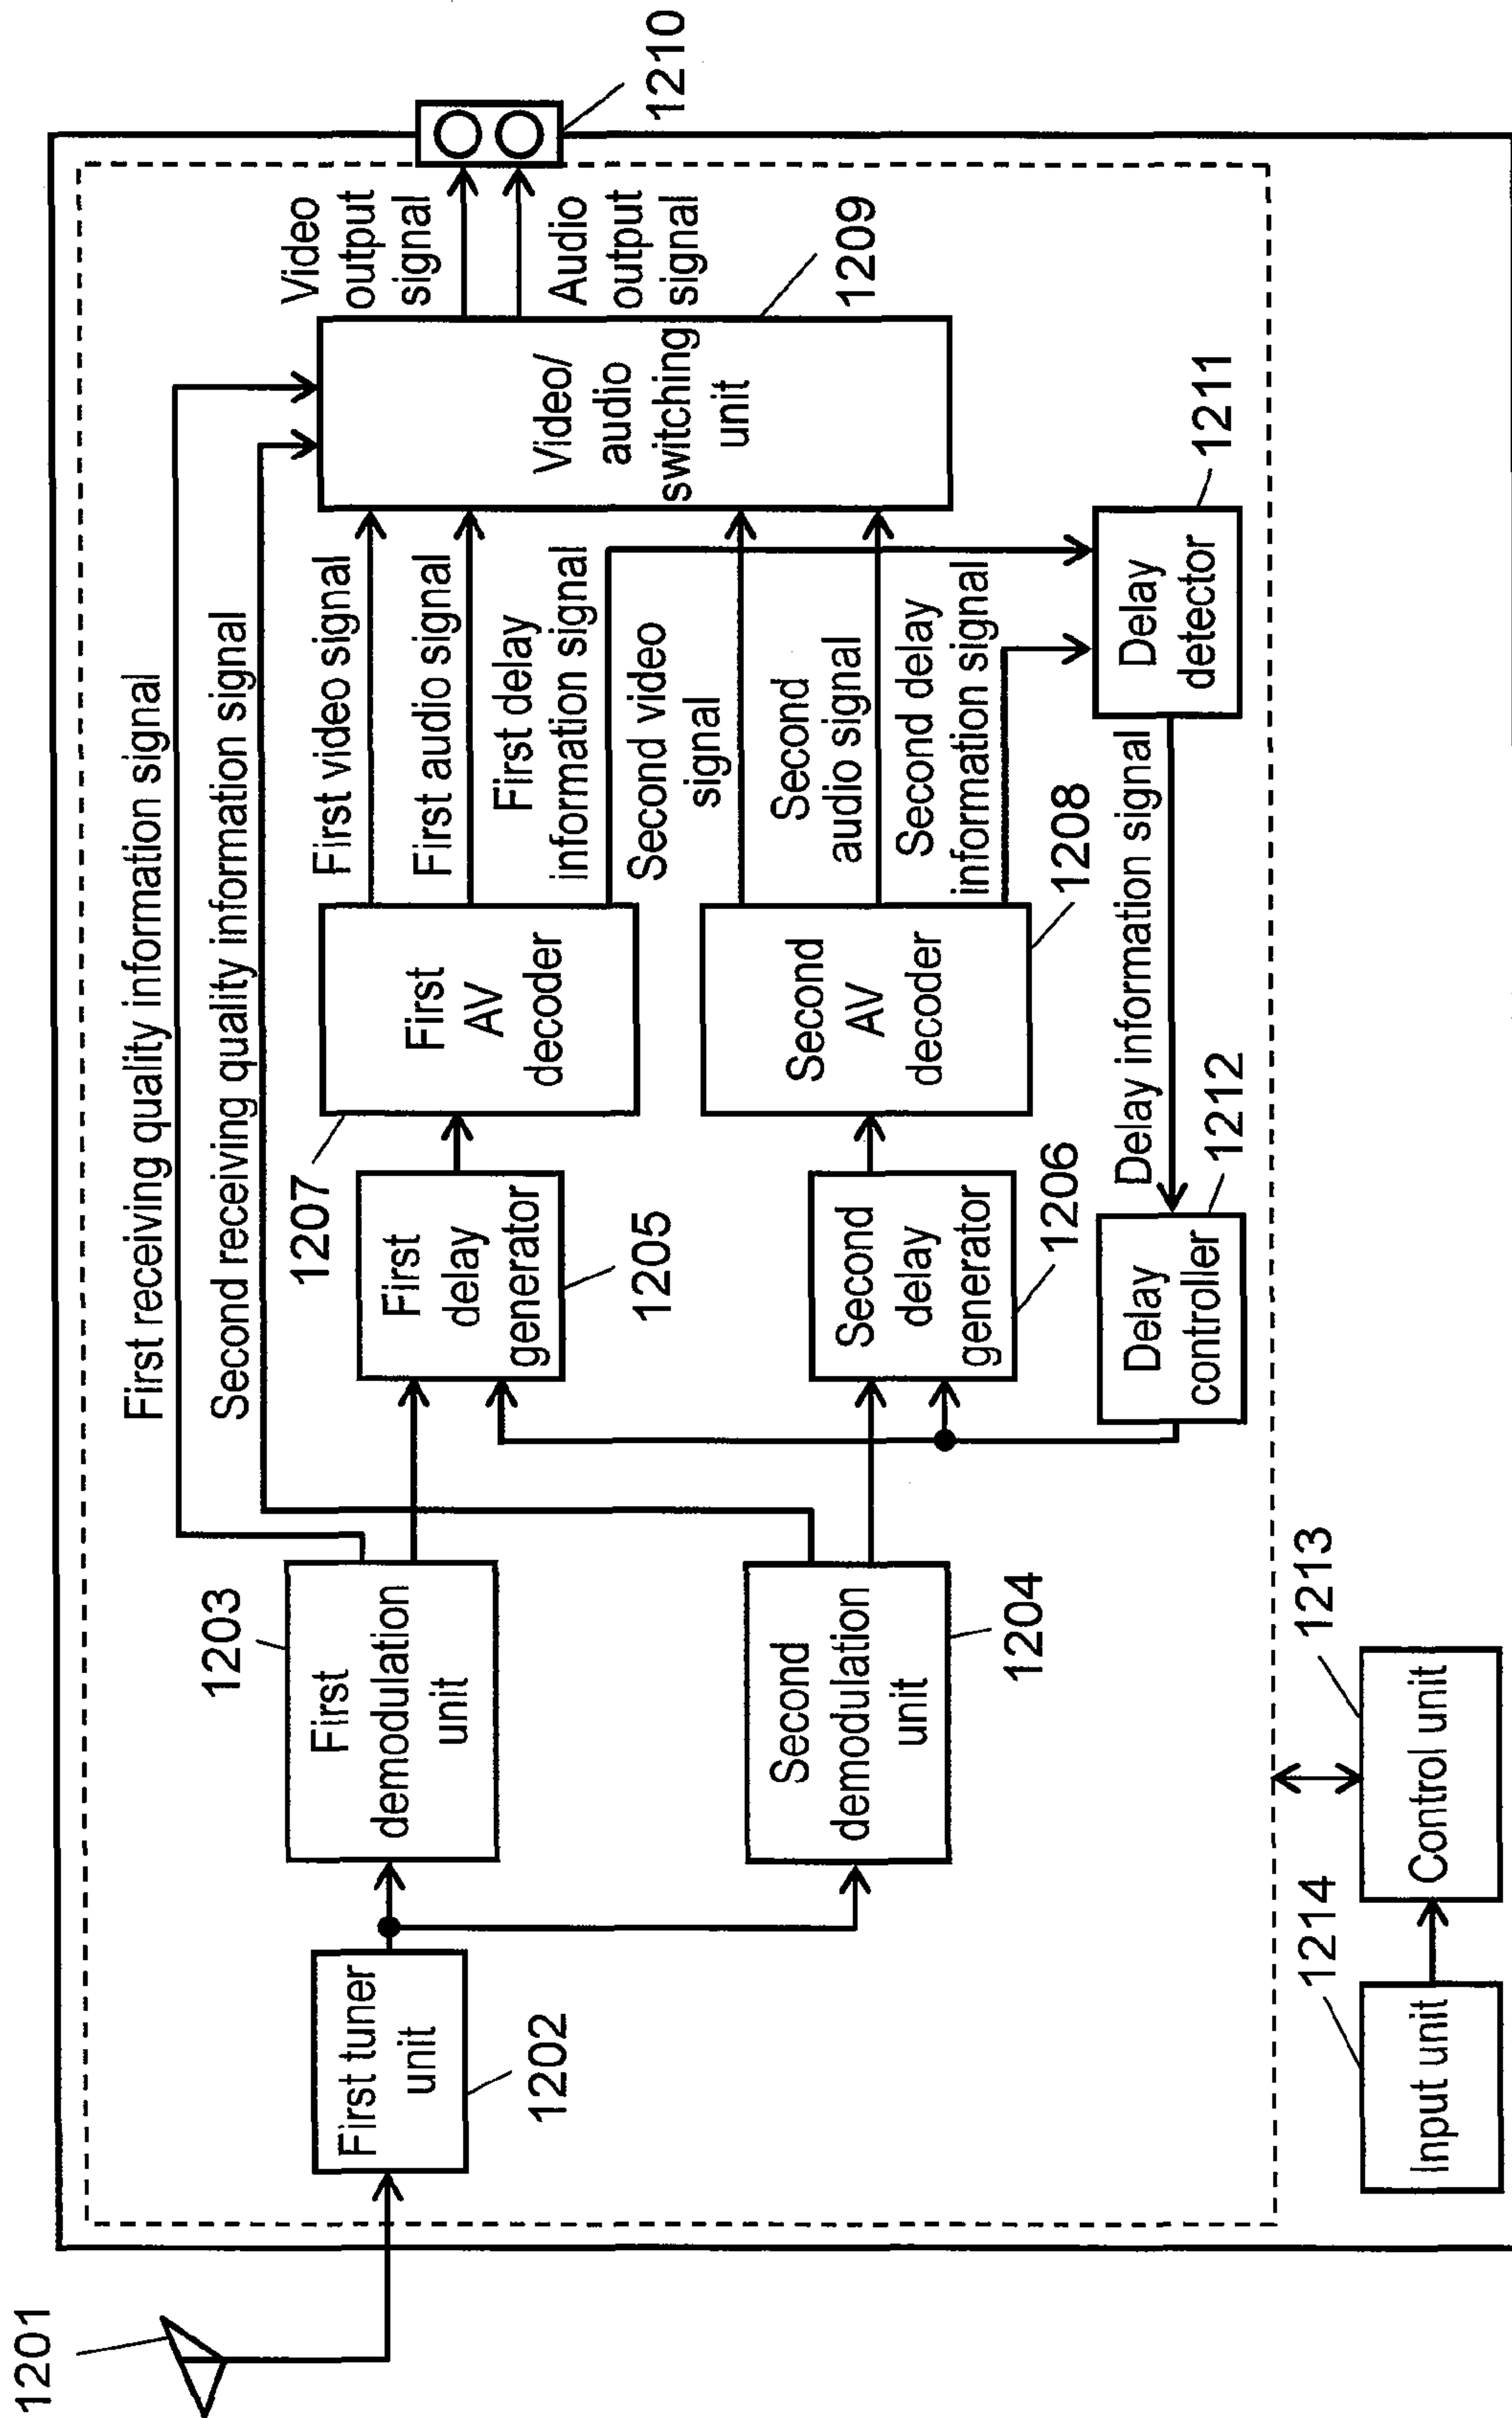 1201
First tuner
unit
1202
First
demodulation
unit
1203
Second
demodulation
unit
1204
First receiving quality information signal
Second receiving quality information signal
First
delay
generator
1205
Second
delay
generator
1206
1207
First
AV
decoder
Second
AV
decoder
1208
First video signal
First audio signal
First delay
information signal
Second video
signal
Second
audio signal
Second delay
information signal
Video/
audio
switching
unit
1209
Video
output
signal
Audio
output
signal
1210
Delay
detector
1211
Delay information signal
Delay
controller
1212
Control unit
1213
Input unit
1214